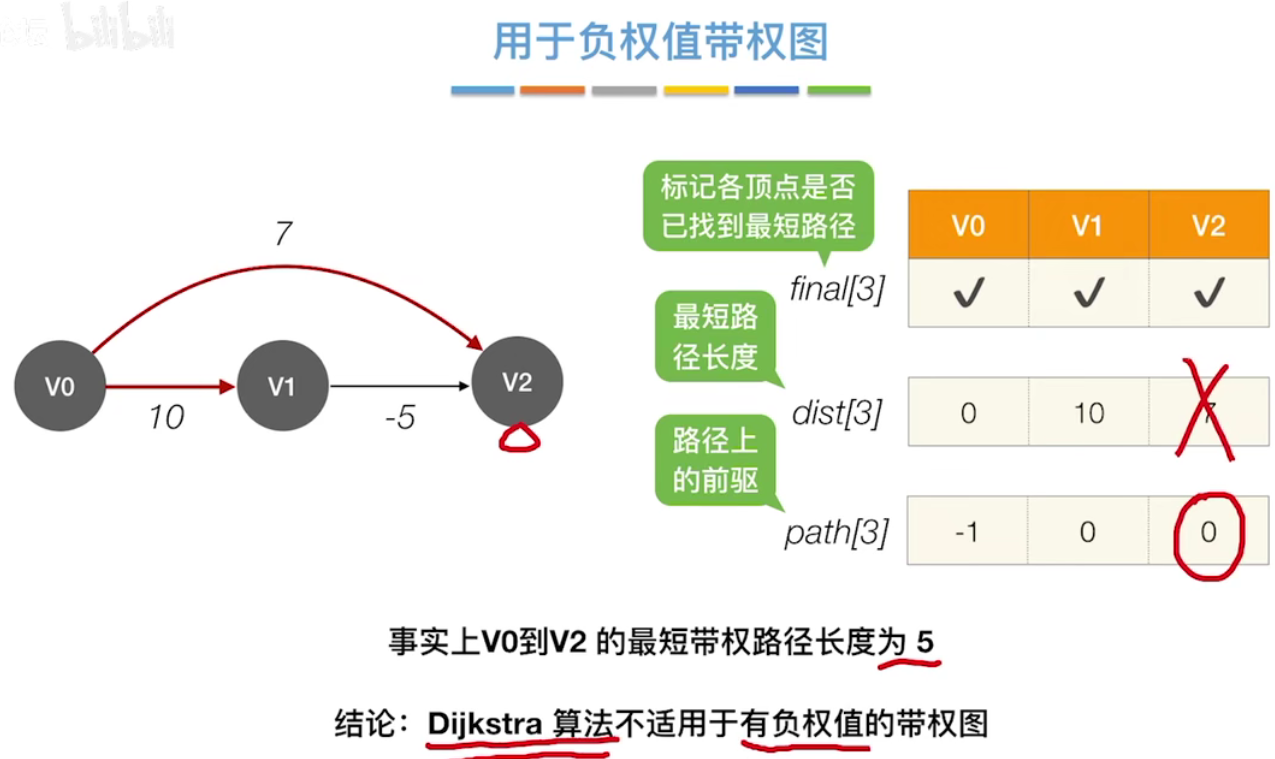 bilibili
用于负权值带权图
标记各顶点是否
已找到最短路径
V0 V1 V2
final[3] ✓ ✓ ✓
7
最短路
径长度
dist[3] 0 10 7
V0 V1 V2
10 -5
路径上
的前驱
path[3] -1 0 0
事实上V0到V2 的最短带权路径长度为 5
结论：Dijkstra 算法不适用于有负权值的带权图